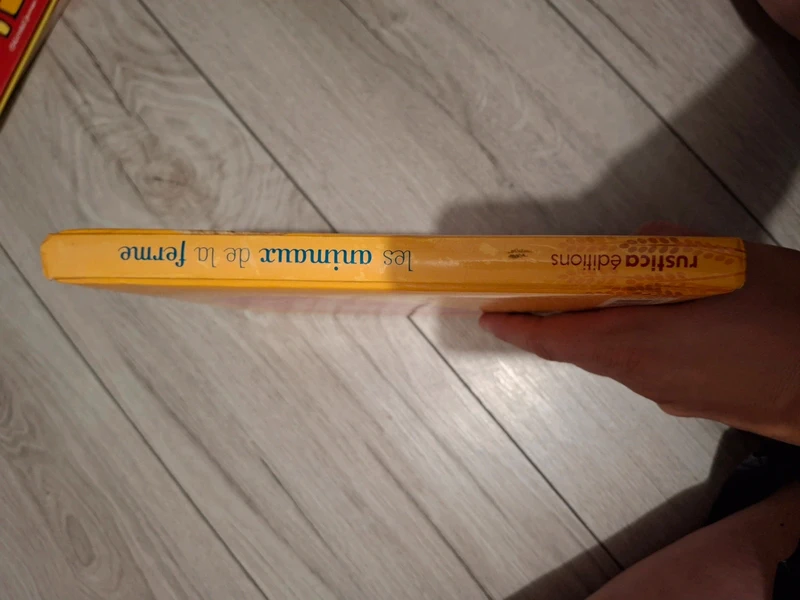 rustica éditions
les animaux de la ferme